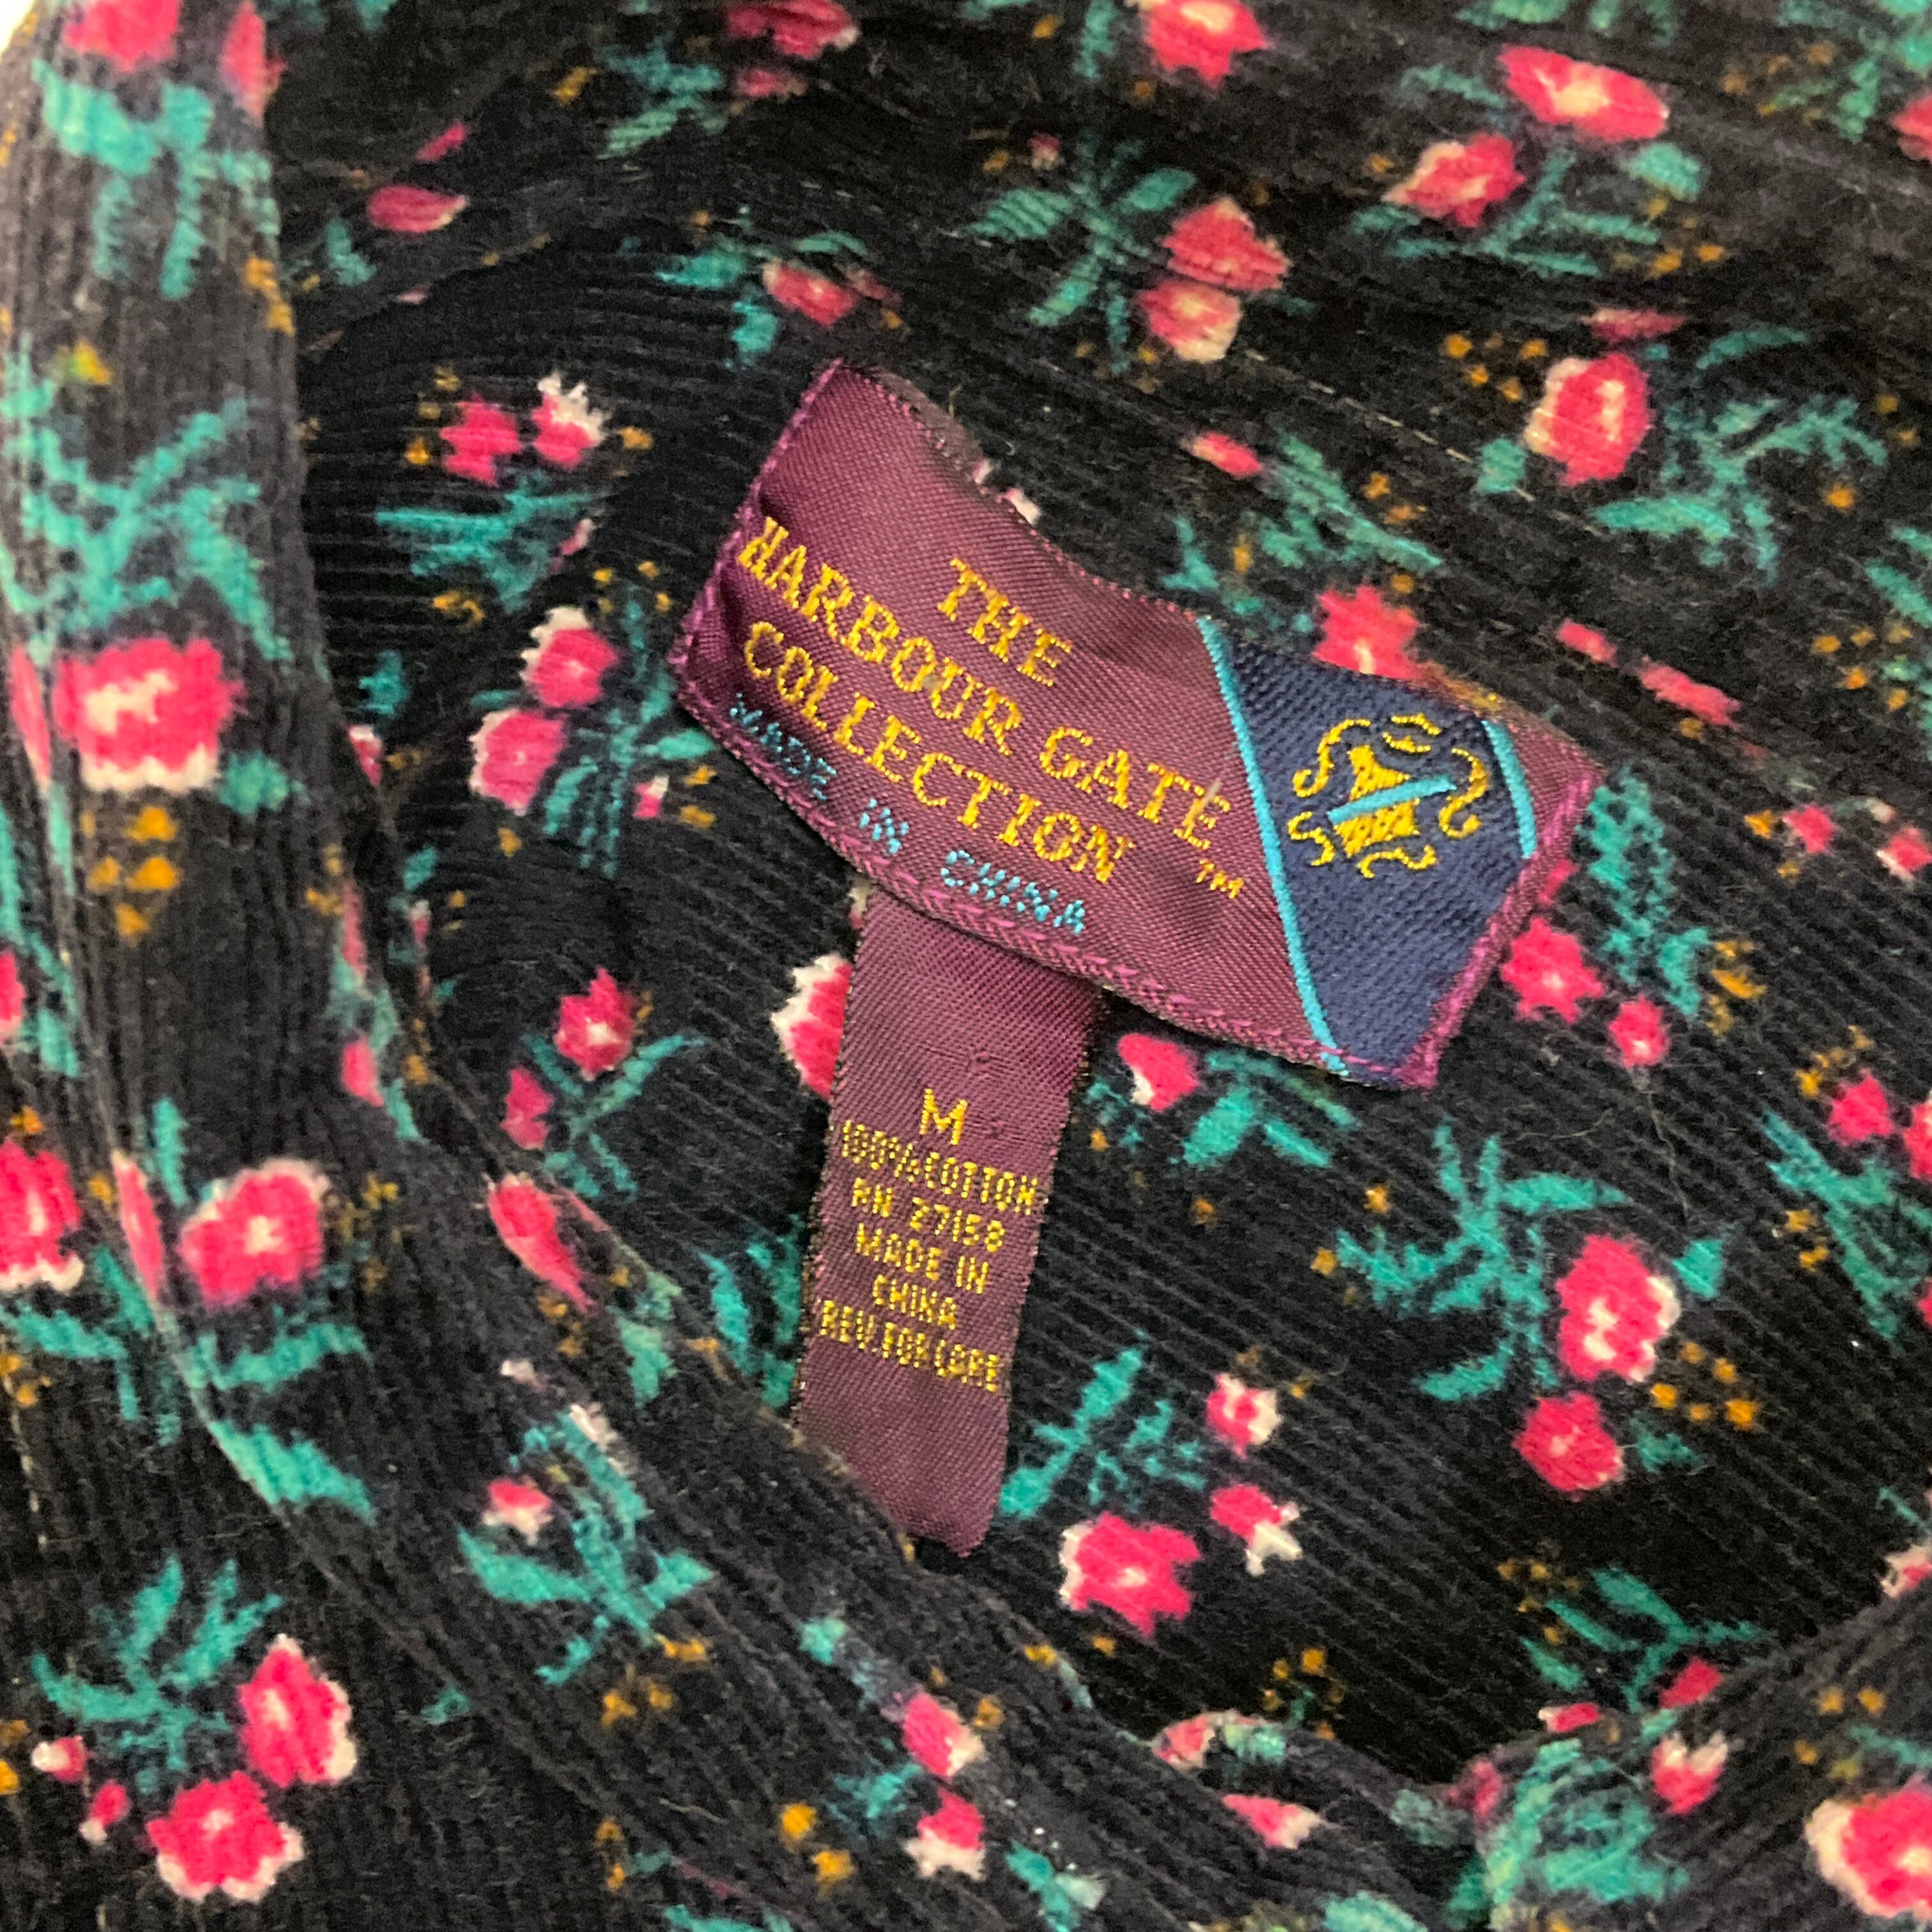 THE
HARBOUR GATE
COLLECTION ™
MADE IN CHINA
M
100% COTTON
RN 27158
MADE IN
CHINA
REV. FOR CARE